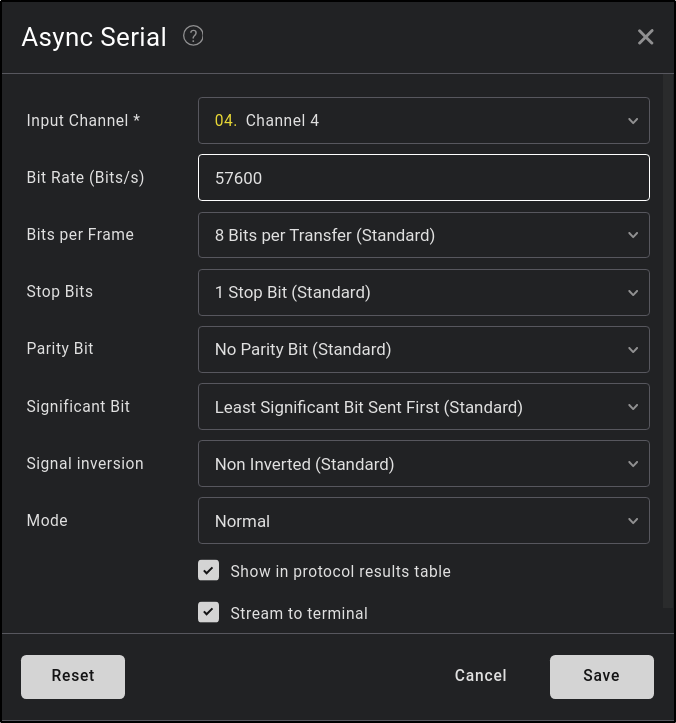 Async Serial ?
Input Channel * 04. Channel 4
Bit Rate (Bits/s) 57600
Bits per Frame 8 Bits per Transfer (Standard)
Stop Bits 1 Stop Bit (Standard)
Parity Bit No Parity Bit (Standard)
Significant Bit Least Significant Bit Sent First (Standard)
Signal inversion Non Inverted (Standard)
Mode Normal
Show in protocol results table
Stream to terminal
Reset Cancel Save